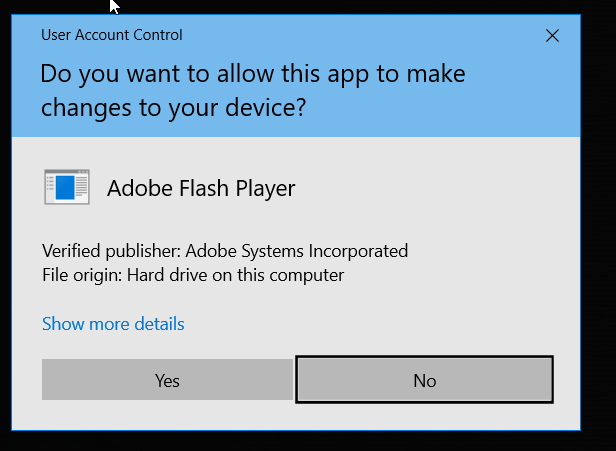 User Account Control
Do you want to allow this app to make
changes to your device?
Adobe Flash Player
Verified publisher: Adobe Systems Incorporated
File origin: Hard drive on this computer
Show more details
Yes
No